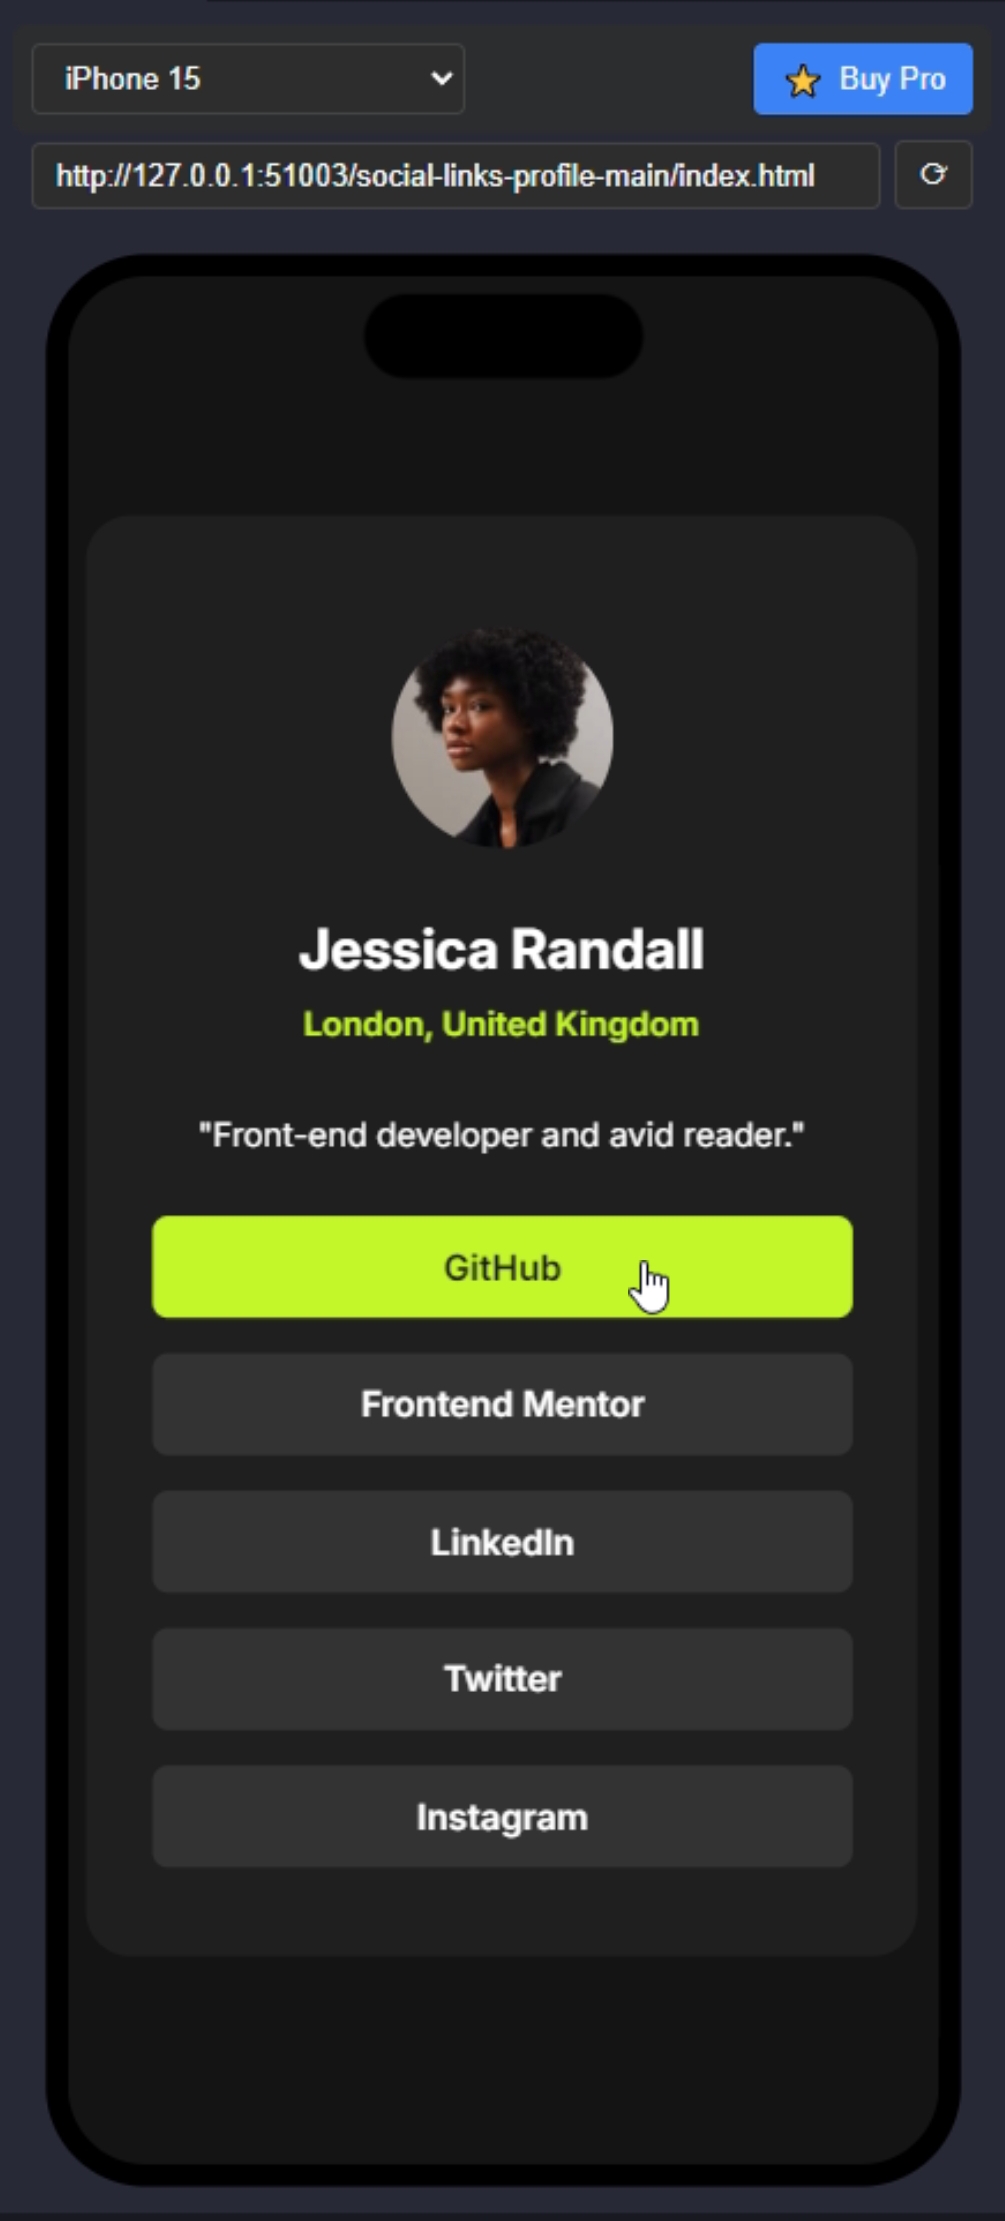 iPhone 15
Buy Pro
http://127.0.0.1:51003/social-links-profile-main/index.html
Jessica Randall
London, United Kingdom
"Front-end developer and avid reader."
GitHub
Frontend Mentor
LinkedIn
Twitter
Instagram